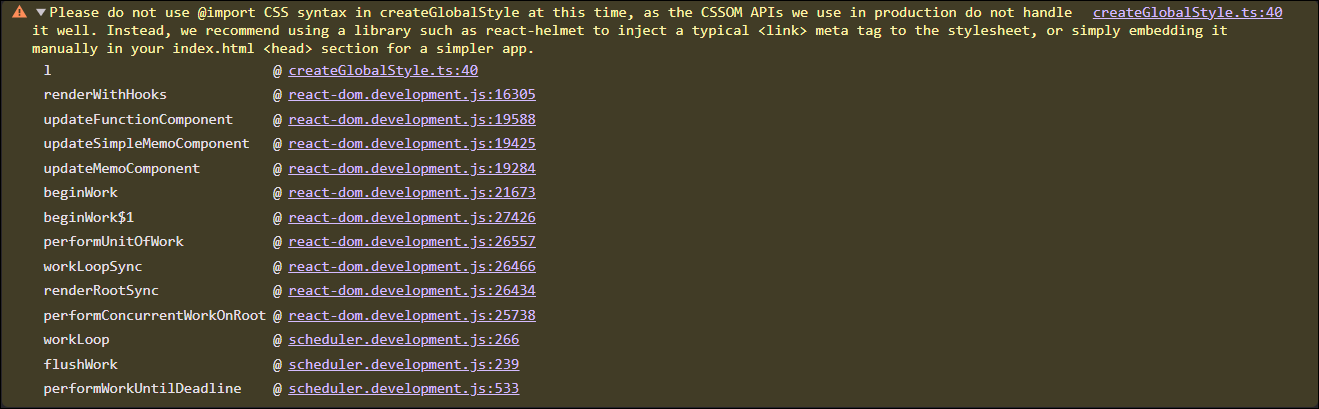 ▼Please do not use @import CSS syntax in createGlobalStyle at this time, as the CSSOM APIs we use in production do not handle createGlobalStyle.ts:40
it well. Instead, we recommend using a library such as react-helmet to inject a typical <link> meta tag to the stylesheet, or simply embedding it
manually in your index.html <head> section for a simpler app.
l @ createGlobalStyle.ts:40
renderWithHooks @ react-dom.development.js:16305
updateFunctionComponent @ react-dom.development.js:19588
updateSimpleMemoComponent @ react-dom.development.js:19425
updateMemoComponent @ react-dom.development.js:19284
beginWork @ react-dom.development.js:21673
beginWork$1 @ react-dom.development.js:27426
performUnitOfWork @ react-dom.development.js:26557
workLoopSync @ react-dom.development.js:26466
renderRootSync @ react-dom.development.js:26434
performConcurrentWorkOnRoot @ react-dom.development.js:25738
workLoop @ scheduler.development.js:266
flushWork @ scheduler.development.js:239
performWorkUntilDeadline @ scheduler.development.js:533